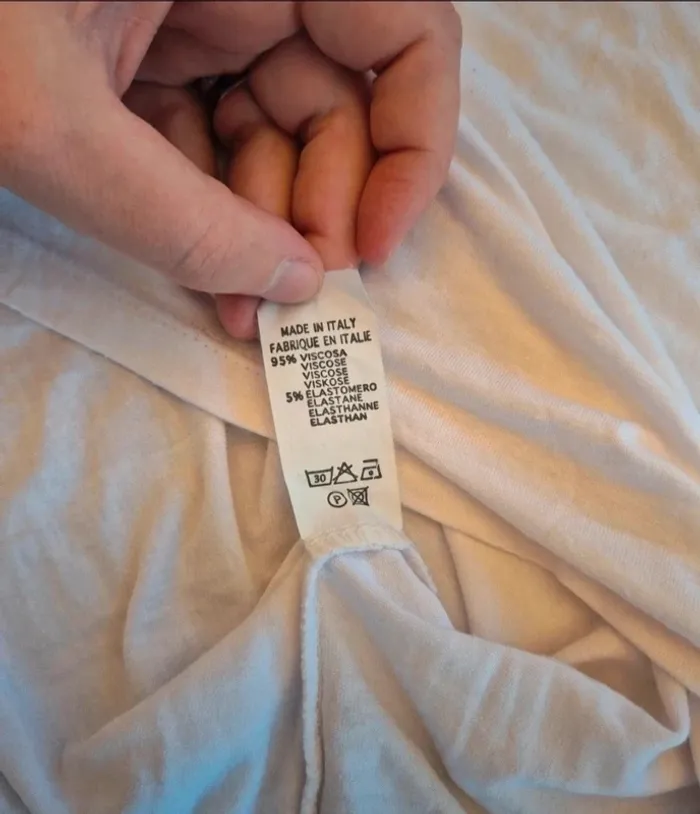 MADE IN ITALY
FABRIQUE EN ITALIE
95% VISCOSA
VISCOSE
VISCOSE
VISKOSE
5% ELASTOMERO
ELASTANE
ELASTHANNE
ELASTHAN
30
P